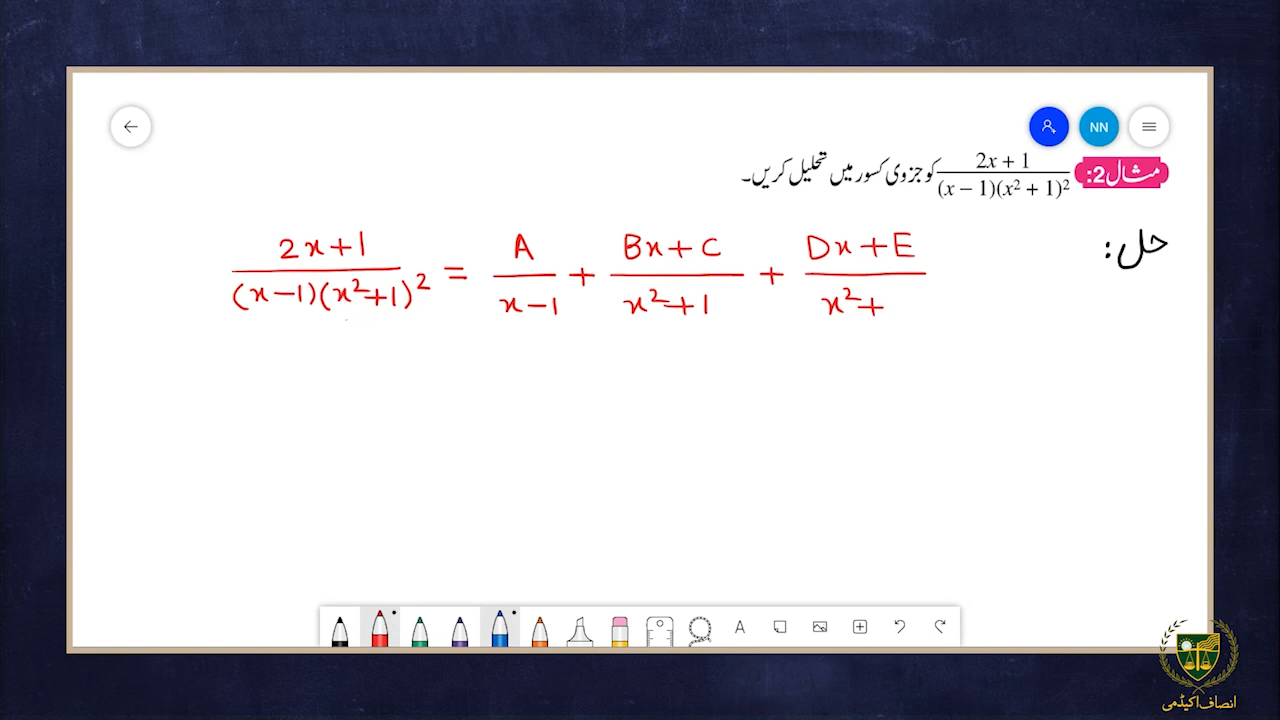 NN
مثال 2: (2x + 1)/((x − 1)(x² + 1)²) کو جزوی کسور میں تحلیل کریں۔
حل:
(2x+1)/((x−1)(x²+1)²) = A/(x−1) + (Bx+C)/(x²+1) + (Dx+E)/(x²+
A
انصاف اکیڈمی